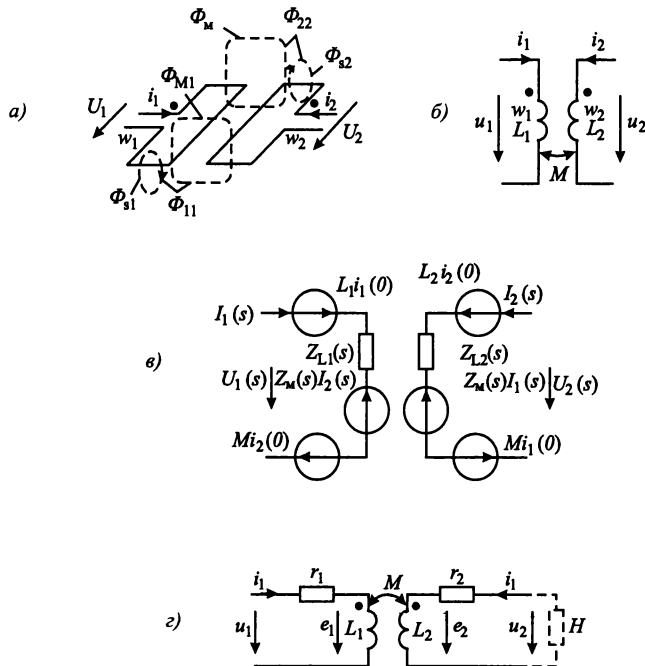 а)
Φм
Φ22
Φs2
ΦM1
U1
i1
i2
U2
w1
w2
Φs1
Φ11
б)
i1
i2
u1
w1
w2
u2
L1
L2
M
в)
L1i1(0)
L2i2(0)
I1(s)
I2(s)
ZL1(s)
ZL2(s)
U1(s)
Zм(s)I2(s)
Zм(s)I1(s)
U2(s)
Mi2(0)
Mi1(0)
г)
i1
r1
M
r2
i1
u1
e1
L1
L2
e2
u2
H